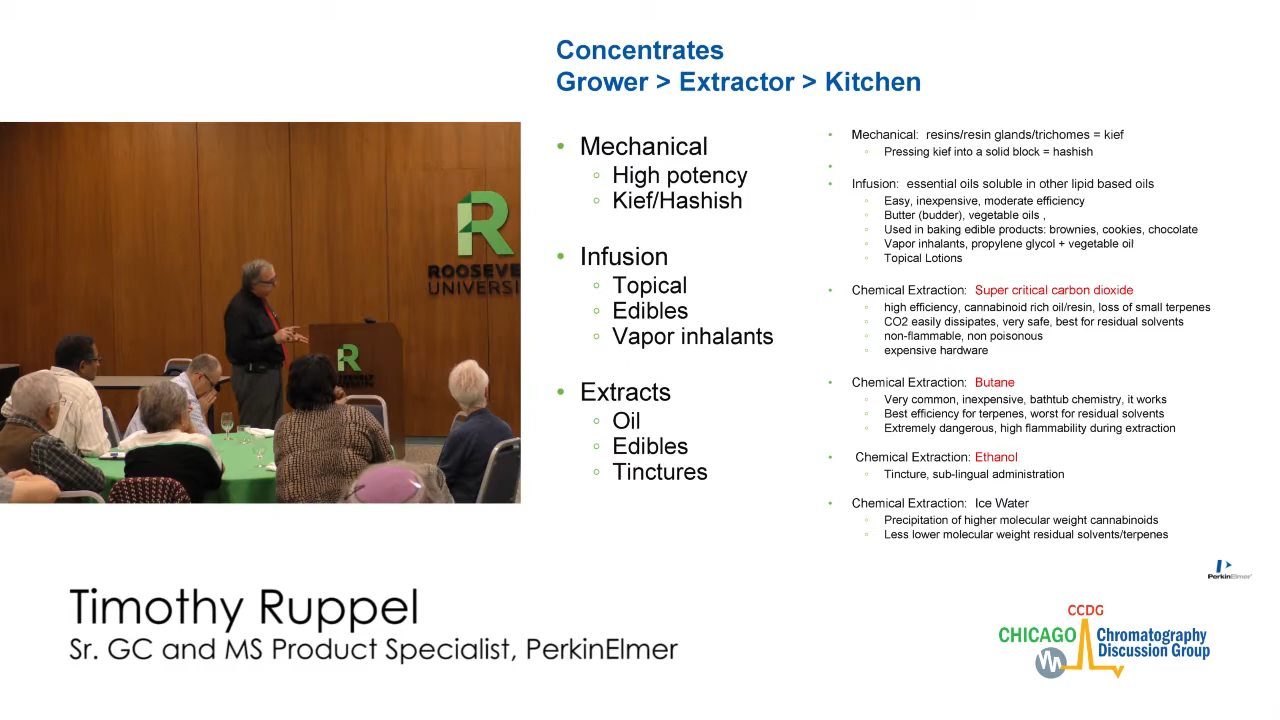 Concentrates
Grower > Extractor > Kitchen
• Mechanical
◦ High potency
◦ Kief/Hashish
• Infusion
◦ Topical
◦ Edibles
◦ Vapor inhalants
• Extracts
◦ Oil
◦ Edibles
◦ Tinctures
• Mechanical: resins/resin glands/trichomes = kief
◦ Pressing kief into a solid block = hashish
•
• Infusion: essential oils soluble in other lipid based oils
◦ Easy, inexpensive, moderate efficiency
◦ Butter (budder), vegetable oils ,
◦ Used in baking edible products: brownies, cookies, chocolate
◦ Vapor inhalants, propylene glycol + vegetable oil
◦ Topical Lotions
• Chemical Extraction: Super critical carbon dioxide
◦ high efficiency, cannabinoid rich oil/resin, loss of small terpenes
◦ CO2 easily dissipates, very safe, best for residual solvents
◦ non-flammable, non poisonous
◦ expensive hardware
• Chemical Extraction: Butane
◦ Very common, inexpensive, bathtub chemistry, it works
◦ Best efficiency for terpenes, worst for residual solvents
◦ Extremely dangerous, high flammability during extraction
• Chemical Extraction: Ethanol
◦ Tincture, sub-lingual administration
• Chemical Extraction: Ice Water
◦ Precipitation of higher molecular weight cannabinoids
◦ Less lower molecular weight residual solvents/terpenes
PerkinElmer
R
ROOSEVE
UNIVERSI
R
Timothy Ruppel
Sr. GC and MS Product Specialist, PerkinElmer
CCDG
CHICAGO Chromatography
Discussion Group